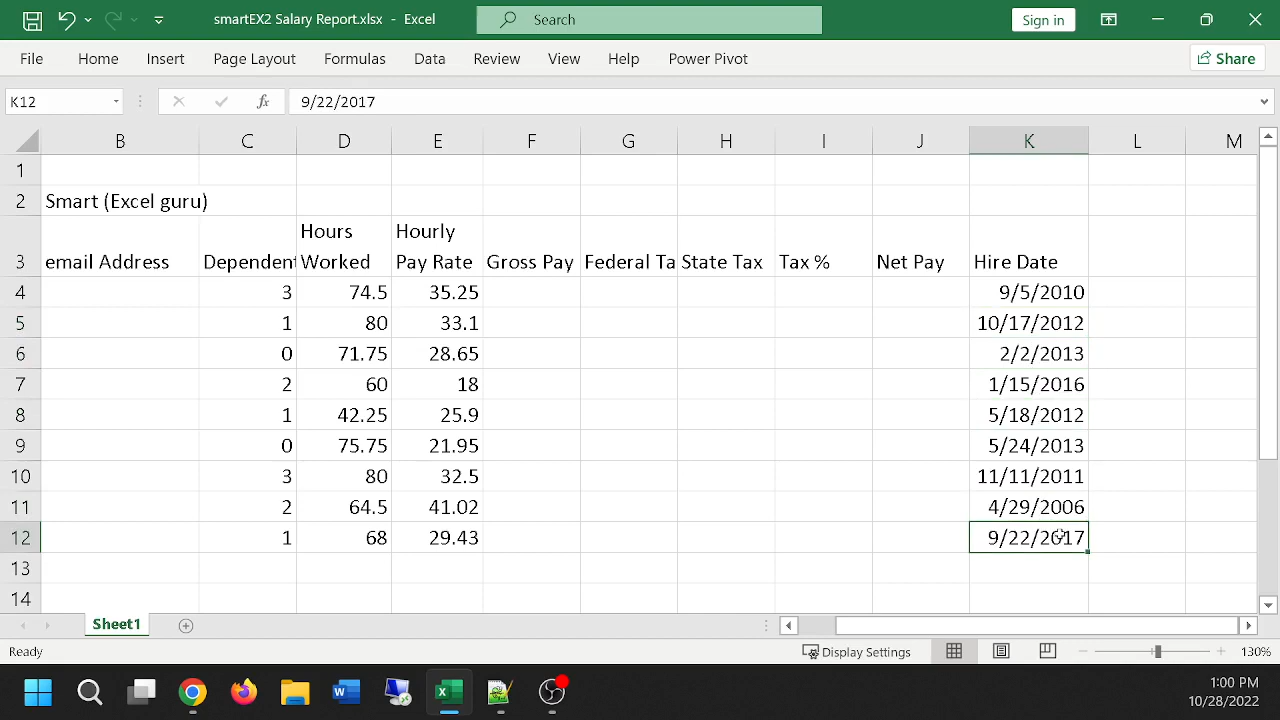 smartEX2 Salary Report.xlbx - Excel
Search
Sign in
File Home Insert Page Layout Formulas Data Review View Help Power Pivot
Share
K12 fx 9/22/2017
B C D E F G H I J K L M
1
2 Smart (Excel guru)
Hours Hourly
3 email Address Dependent Worked Pay Rate Gross Pay Federal Ta State Tax Tax % Net Pay Hire Date
4 3 74.5 35.25 9/5/2010
5 1 80 33.1 10/17/2012
6 0 71.75 28.65 2/2/2013
7 2 60 18 1/15/2016
8 1 42.25 25.9 5/18/2012
9 0 75.75 21.95 5/24/2013
10 3 80 32.5 11/11/2011
11 2 64.5 41.02 4/29/2006
12 1 68 29.43 9/22/2017
13
14
Sheet1
Ready Display Settings 130%
1:00 PM
10/28/2022